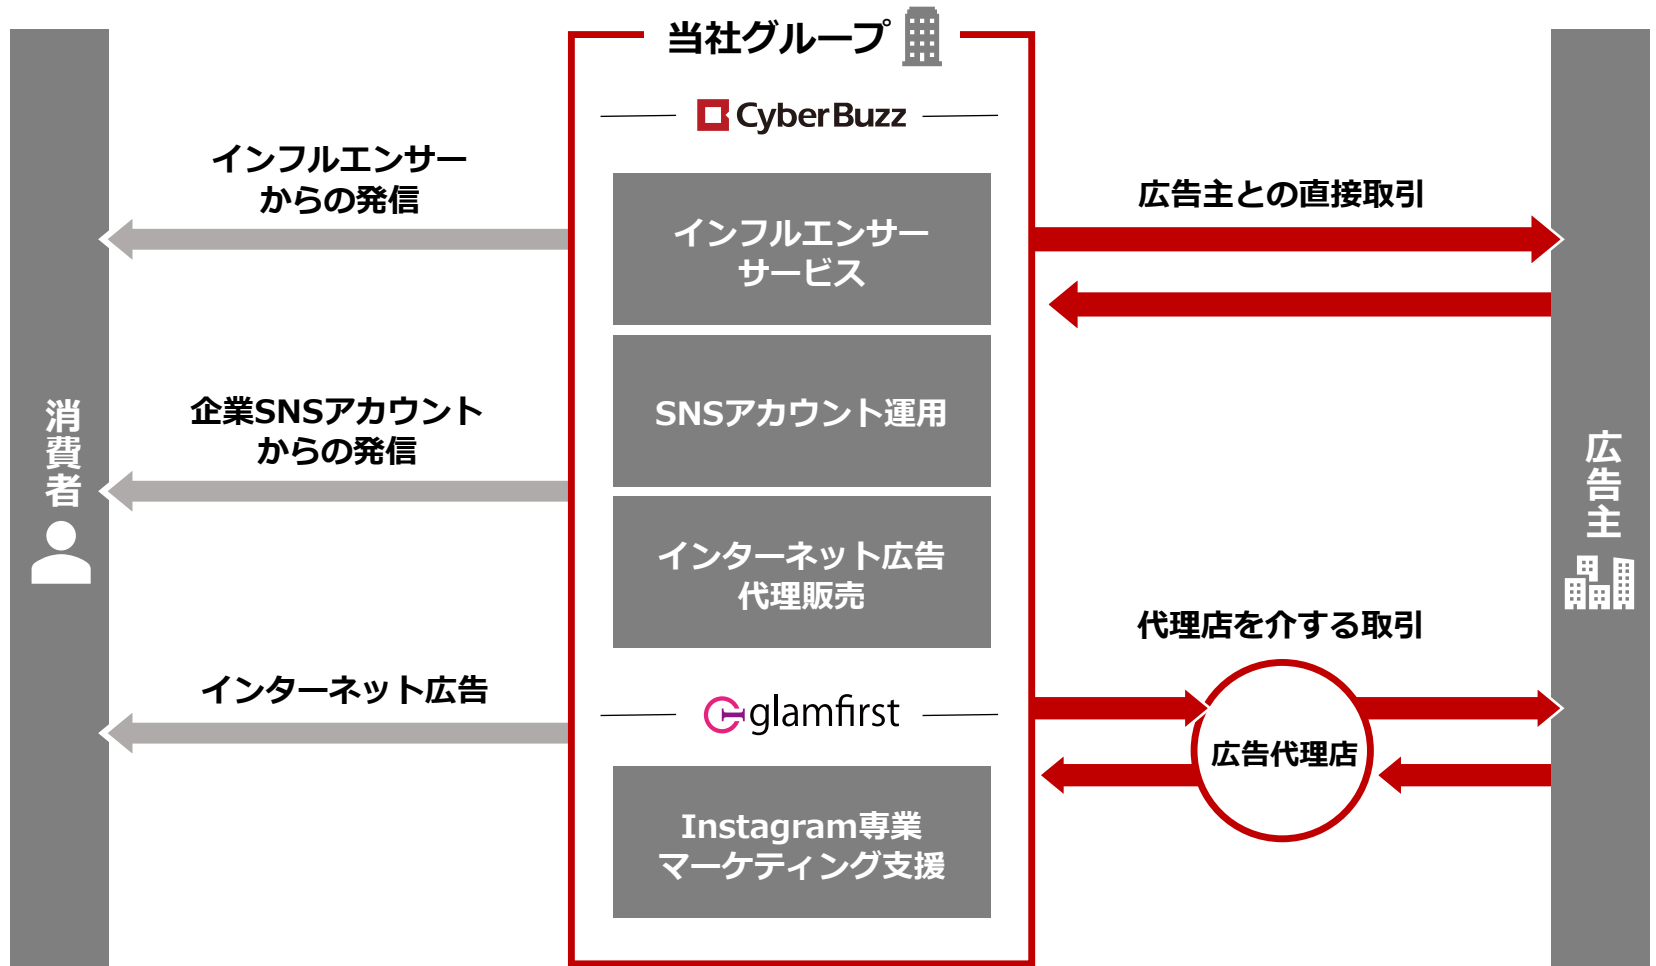 当社グループ
CyberBuzz
インフルエンサー
からの発信
インフルエンサー
サービス
広告主との直接取引
企業SNSアカウント
からの発信
SNSアカウント運用
消費者
広告主
インターネット広告
代理販売
代理店を介する取引
インターネット広告
glamfirst
広告代理店
Instagram専業
マーケティング支援